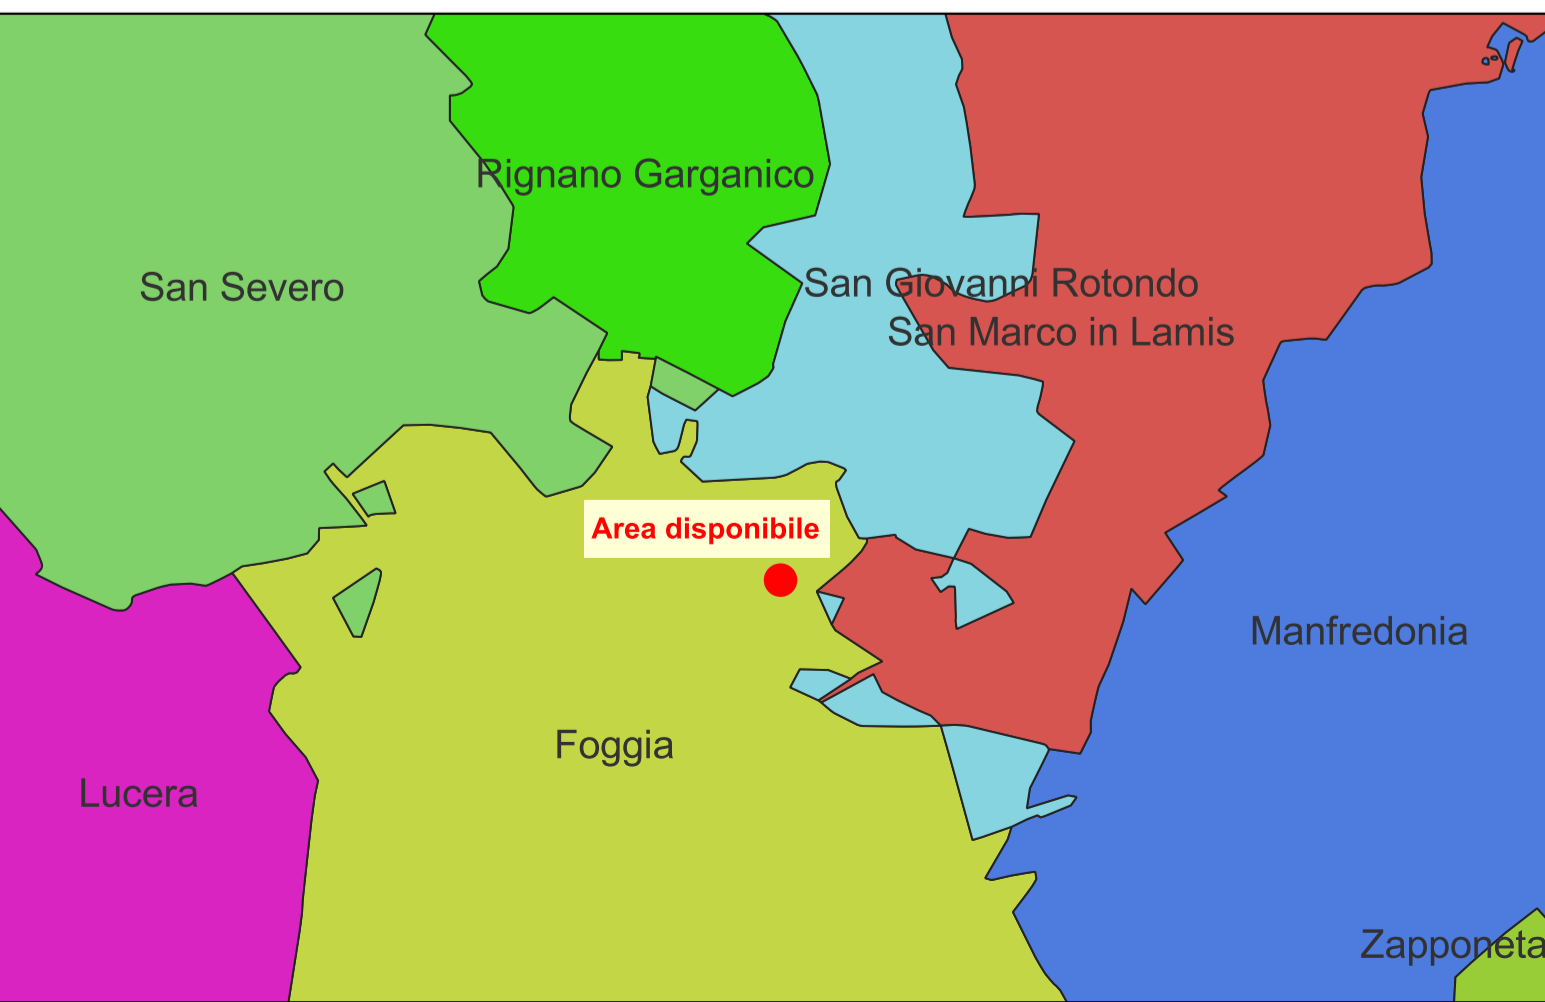 Rignano Garganico
San Severo
San Giovanni Rotondo
San Marco in Lamis
Area disponibile
Manfredonia
Foggia
Lucera
Zapponeta